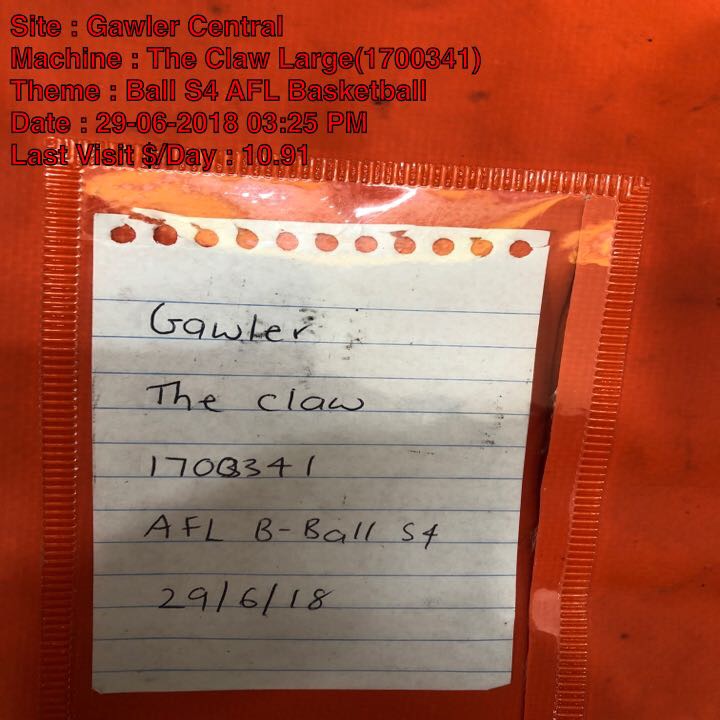 Site : Gawler Central
Machine : The Claw Large(1700341)
Theme : Ball S4 AFL Basketball
Date : 29-06-2018 03:25 PM
Last Visit $/Day : 10.91
Gawler
The claw
1700341
AFL B-Ball S4
29/6/18